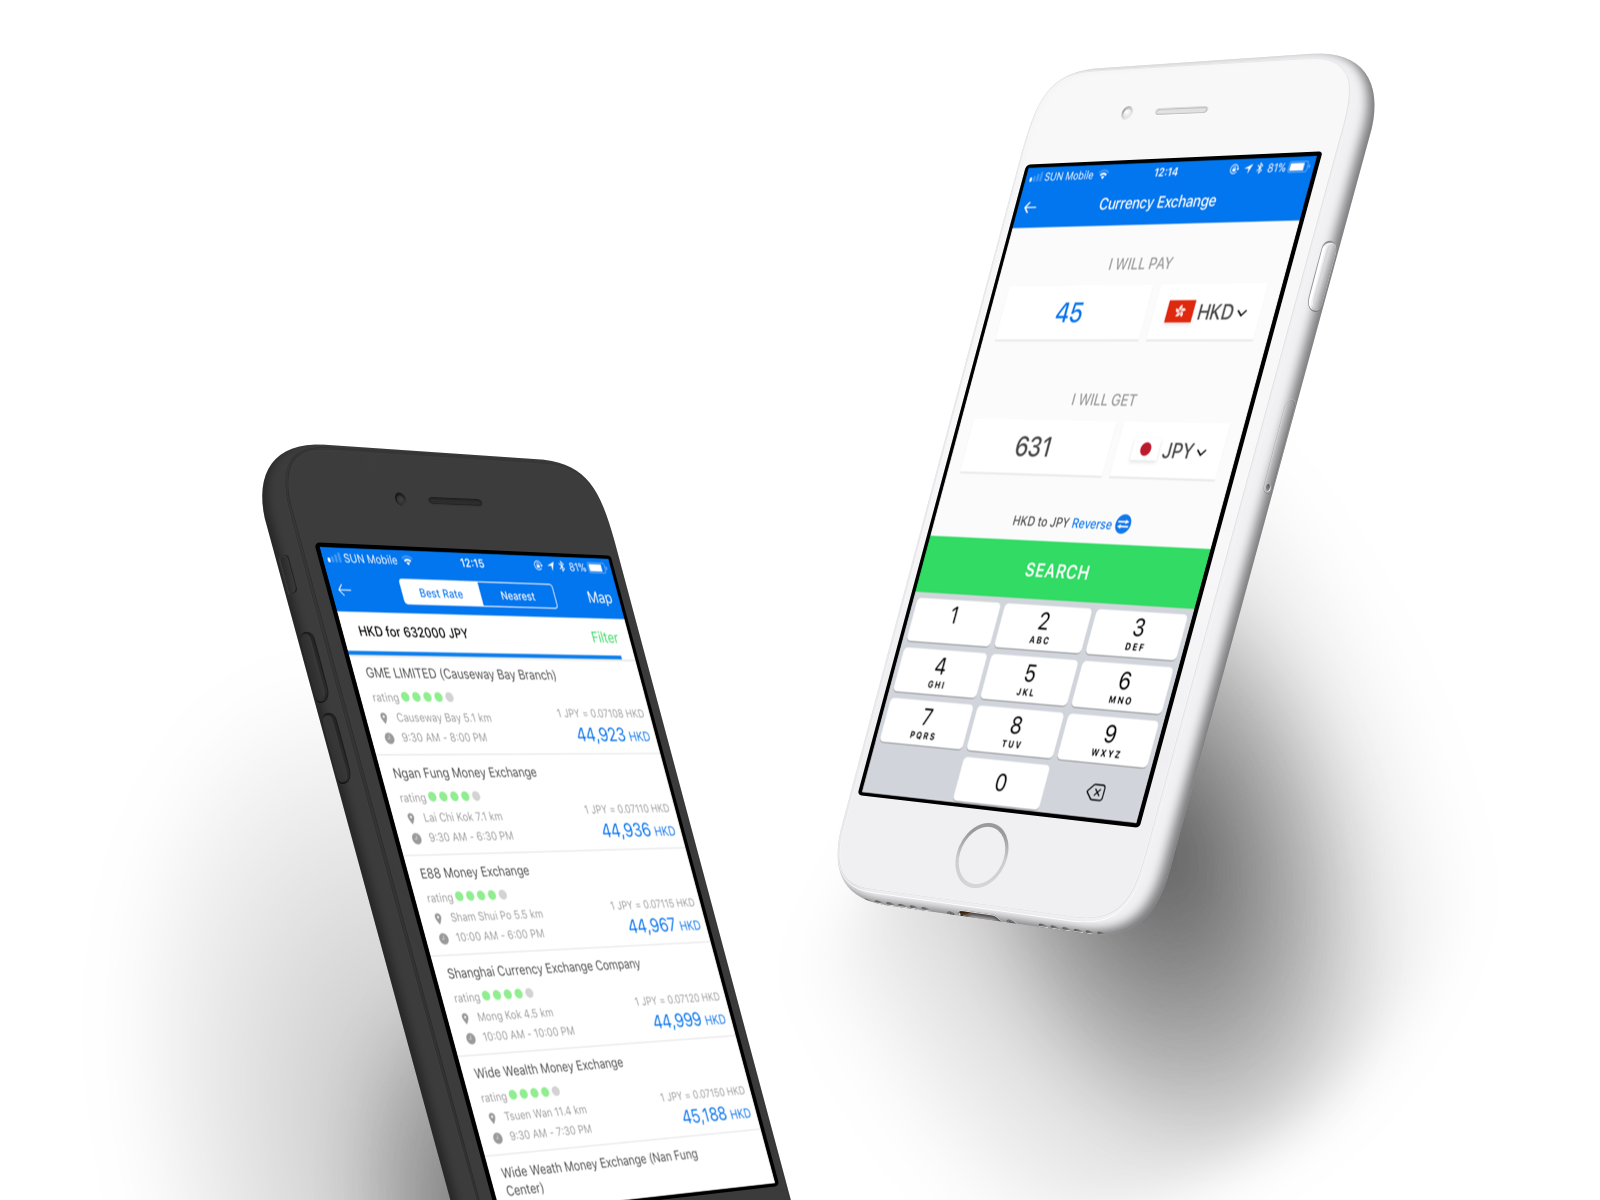 SUN Mobile 12:15 81%
Best Rate Nearest Map
HKD for 632000 JPY Filter
GME LIMITED (Causeway Bay Branch)
rating
Causeway Bay 5.1 km 1 JPY = 0.07108 HKD
9:30 AM - 8:00 PM 44,923 HKD
Ngan Fung Money Exchange
rating
Lai Chi Kok 7.1 km 1 JPY = 0.07110 HKD
9:30 AM - 6:30 PM 44,936 HKD
E88 Money Exchange
rating
Sham Shui Po 5.5 km 1 JPY = 0.07115 HKD
10:00 AM - 6:00 PM 44,967 HKD
Shanghai Currency Exchange Company
rating
Mong Kok 4.5 km 1 JPY = 0.07120 HKD
10:00 AM - 10:00 PM 44,999 HKD
Wide Wealth Money Exchange
rating
Tsuen Wan 11.4 km 1 JPY = 0.07150 HKD
9:30 AM - 7:30 PM 45,188 HKD
Wide Weath Money Exchange (Nan Fung
Center)
SUN Mobile 12:14 81%
Currency Exchange
I WILL PAY
45 HKD
I WILL GET
631 JPY
HKD to JPY Reverse
SEARCH
1 2 3
ABC DEF
4 5 6
GHI JKL MNO
7 8 9
PQRS TUV WXYZ
0